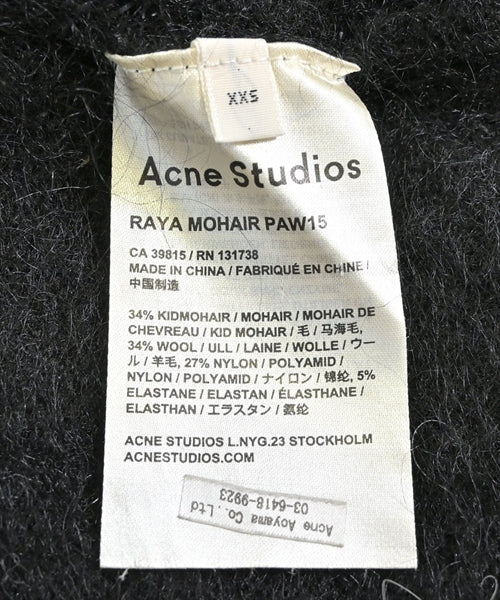 XXS
Acne Studios
RAYA MOHAIR PAW15
CA 39815 / RN 131738
MADE IN CHINA / FABRIQUÉ EN CHINE /
中国制造
34% KIDMOHAIR / MOHAIR / MOHAIR DE
CHEVREAU / KID MOHAIR / 毛 / 马海毛,
34% WOOL / ULL / LAINE / WOLLE / ウー
ル / 羊毛, 27% NYLON / POLYAMID /
NYLON / POLYAMID / ナイロン / 锦纶, 5%
ELASTANE / ELASTAN / ÉLASTHANE /
ELASTHAN / エラスタン / 氨纶
ACNE STUDIOS L.NYG.23 STOCKHOLM
ACNESTUDIOS.COM
Acne Aoyama Co., Ltd
03-6418-9923